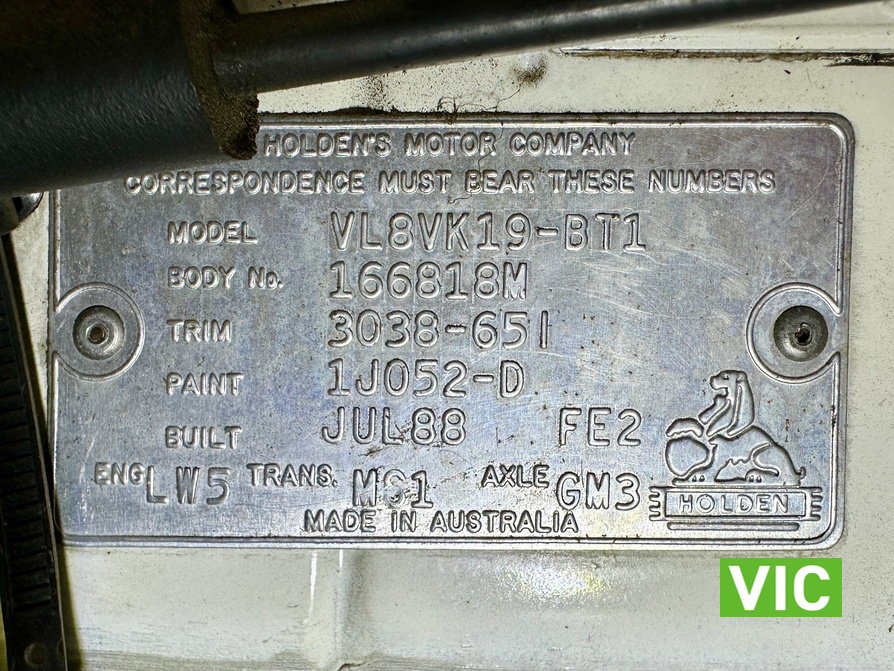 HOLDEN'S MOTOR COMPANY
CORRESPONDENCE MUST BEAR THESE NUMBERS
MODEL VL8VK19-BT1
BODY No. 166818M
TRIM 3038-651
PAINT 1J052-D
BUILT JUL88 FE2
ENG LW5 TRANS. AXLE GM3
HOLDEN
MADE IN AUSTRALIA
VIC